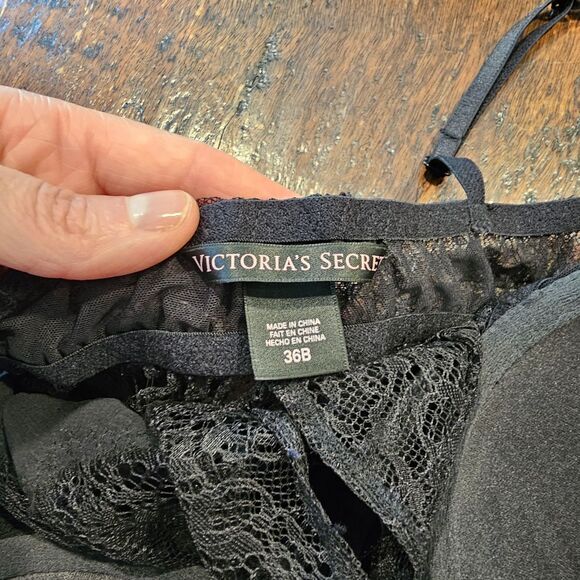 VICTORIA'S SECRET
MADE IN CHINA
FAIT EN CHINE
HECHO EN CHINA
36B